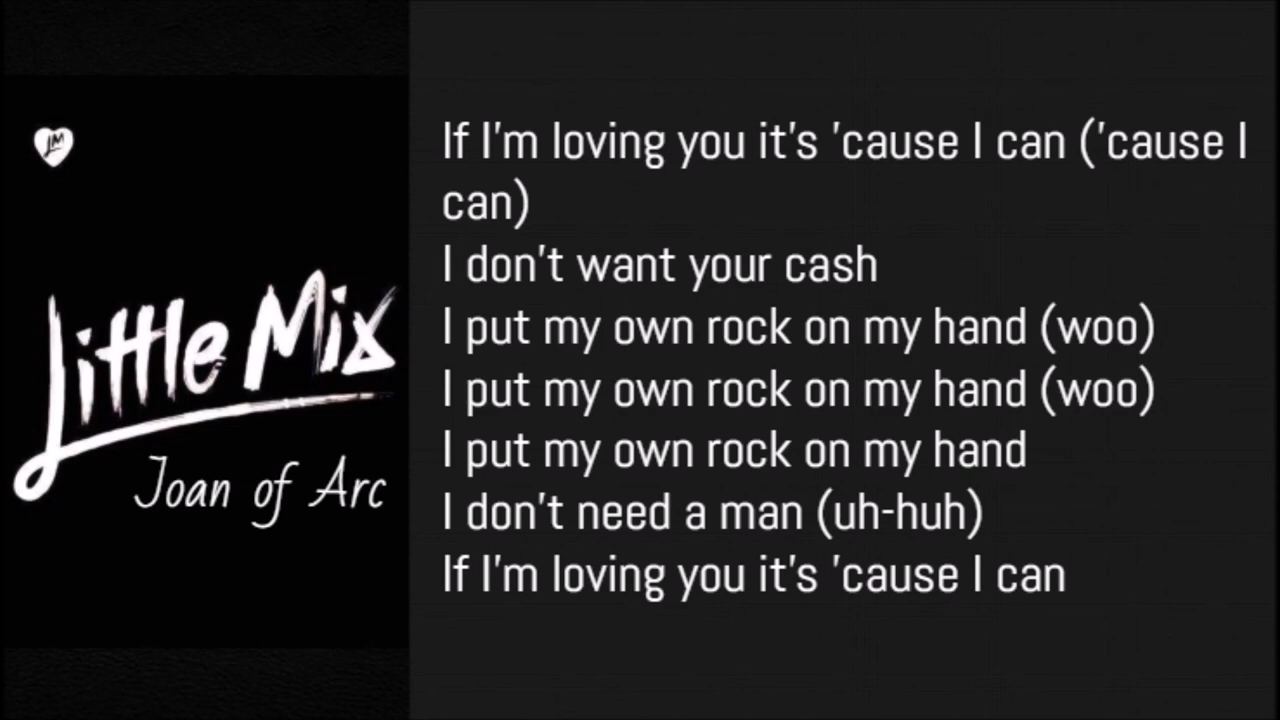 LM
Little Mix
Joan of Arc
If I'm loving you it's 'cause I can ('cause I
can)
I don't want your cash
I put my own rock on my hand (woo)
I put my own rock on my hand (woo)
I put my own rock on my hand
I don't need a man (uh-huh)
If I'm loving you it's 'cause I can